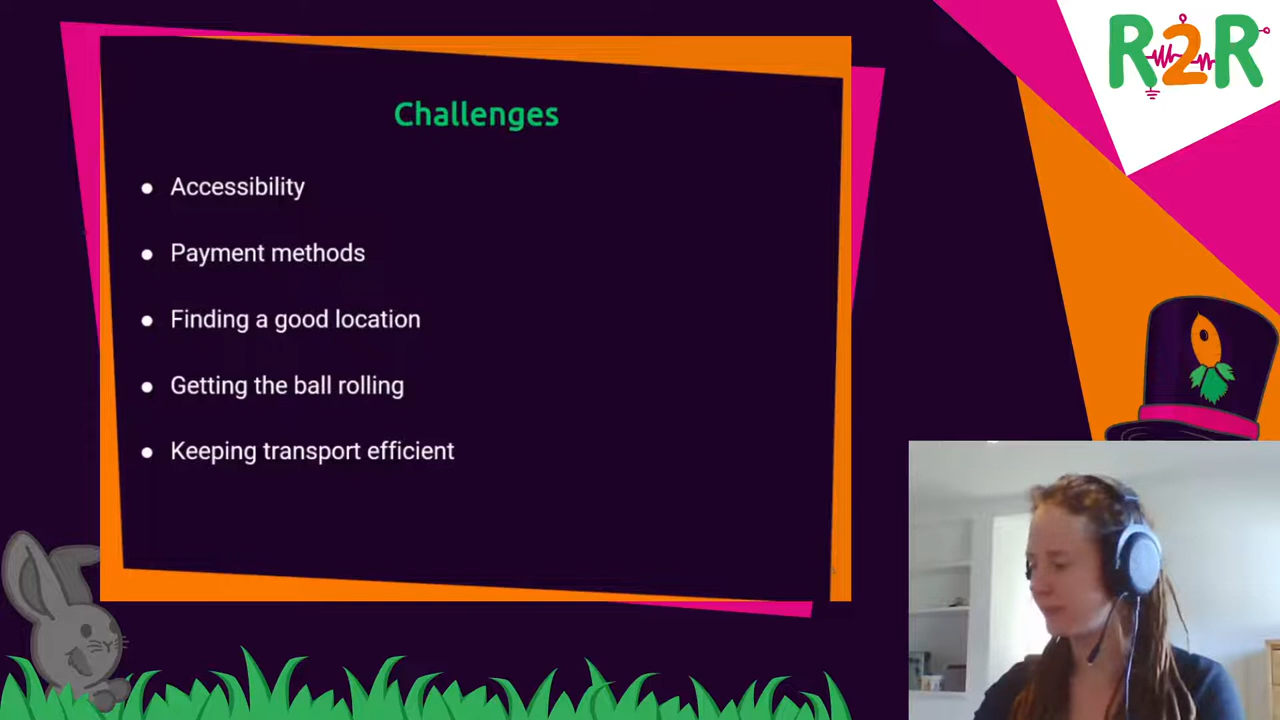 R2R
Challenges
● Accessibility
● Payment methods
● Finding a good location
● Getting the ball rolling
● Keeping transport efficient